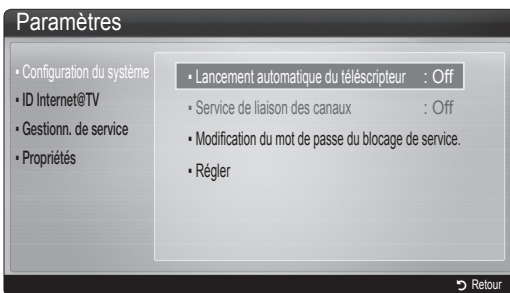 Paramètres
▪ Configuration du système
▪ ID Internet@TV
▪ Gestionn. de service
▪ Propriétés
▪ Lancement automatique du téléscripteur : Off
▪ Service de liaison des canaux : Off
▪ Modification du mot de passe du blocage de service.
▪ Régler
Retour